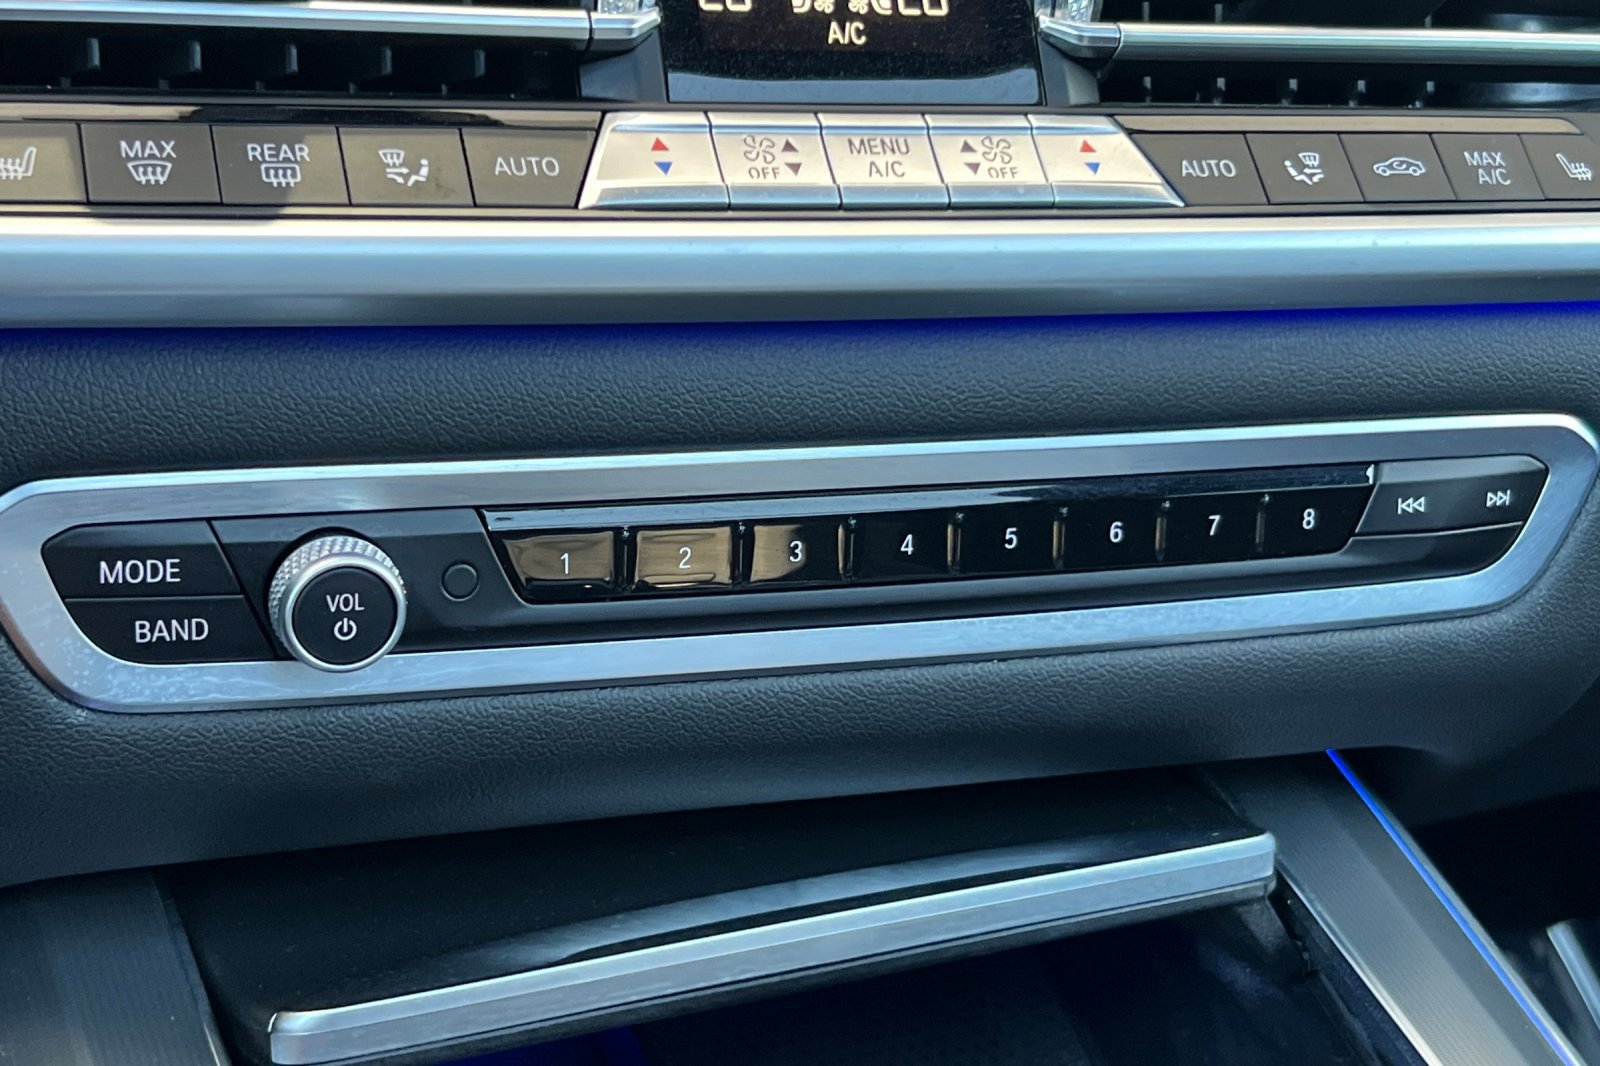 A/C
MAX
REAR
AUTO
OFF
MENU
A/C
OFF
AUTO
MAX
A/C
MODE
BAND
VOL
1 2 3 4 5 6 7 8